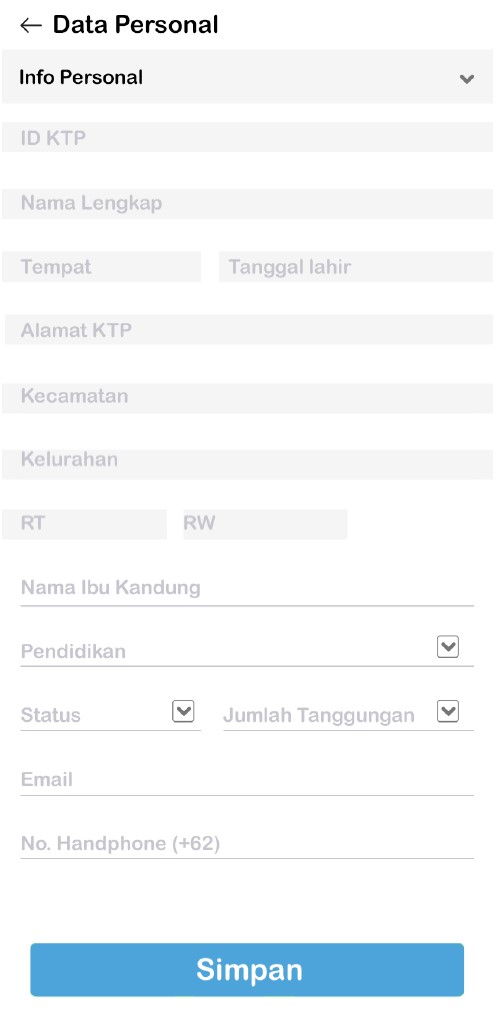 Data Personal
Info Personal
ID KTP
Nama Lengkap
Tempat Tanggal lahir
Alamat KTP
Kecamatan
Kelurahan
RT RW
Nama Ibu Kandung
Pendidikan
Status Jumlah Tanggungan
Email
No. Handphone (+62)
Simpan